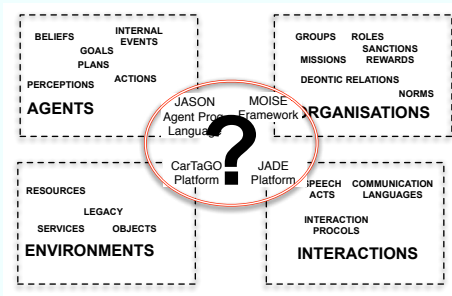 BELIEFS
INTERNAL
EVENTS
GOALS
PLANS
PERCEPTIONS
ACTIONS
AGENTS
GROUPS ROLES
SANCTIONS
MISSIONS REWARDS
DEONTIC RELATIONS
NORMS
ORGANISATIONS
JASON
Agent Prog
Language
MOISE
Framework
?
CarTaGO
Platform
JADE
Platform
RESOURCES
LEGACY
SERVICES OBJECTS
ENVIRONMENTS
SPEECH
ACTS
COMMUNICATION
LANGUAGES
INTERACTION
PROCOLS
INTERACTIONS